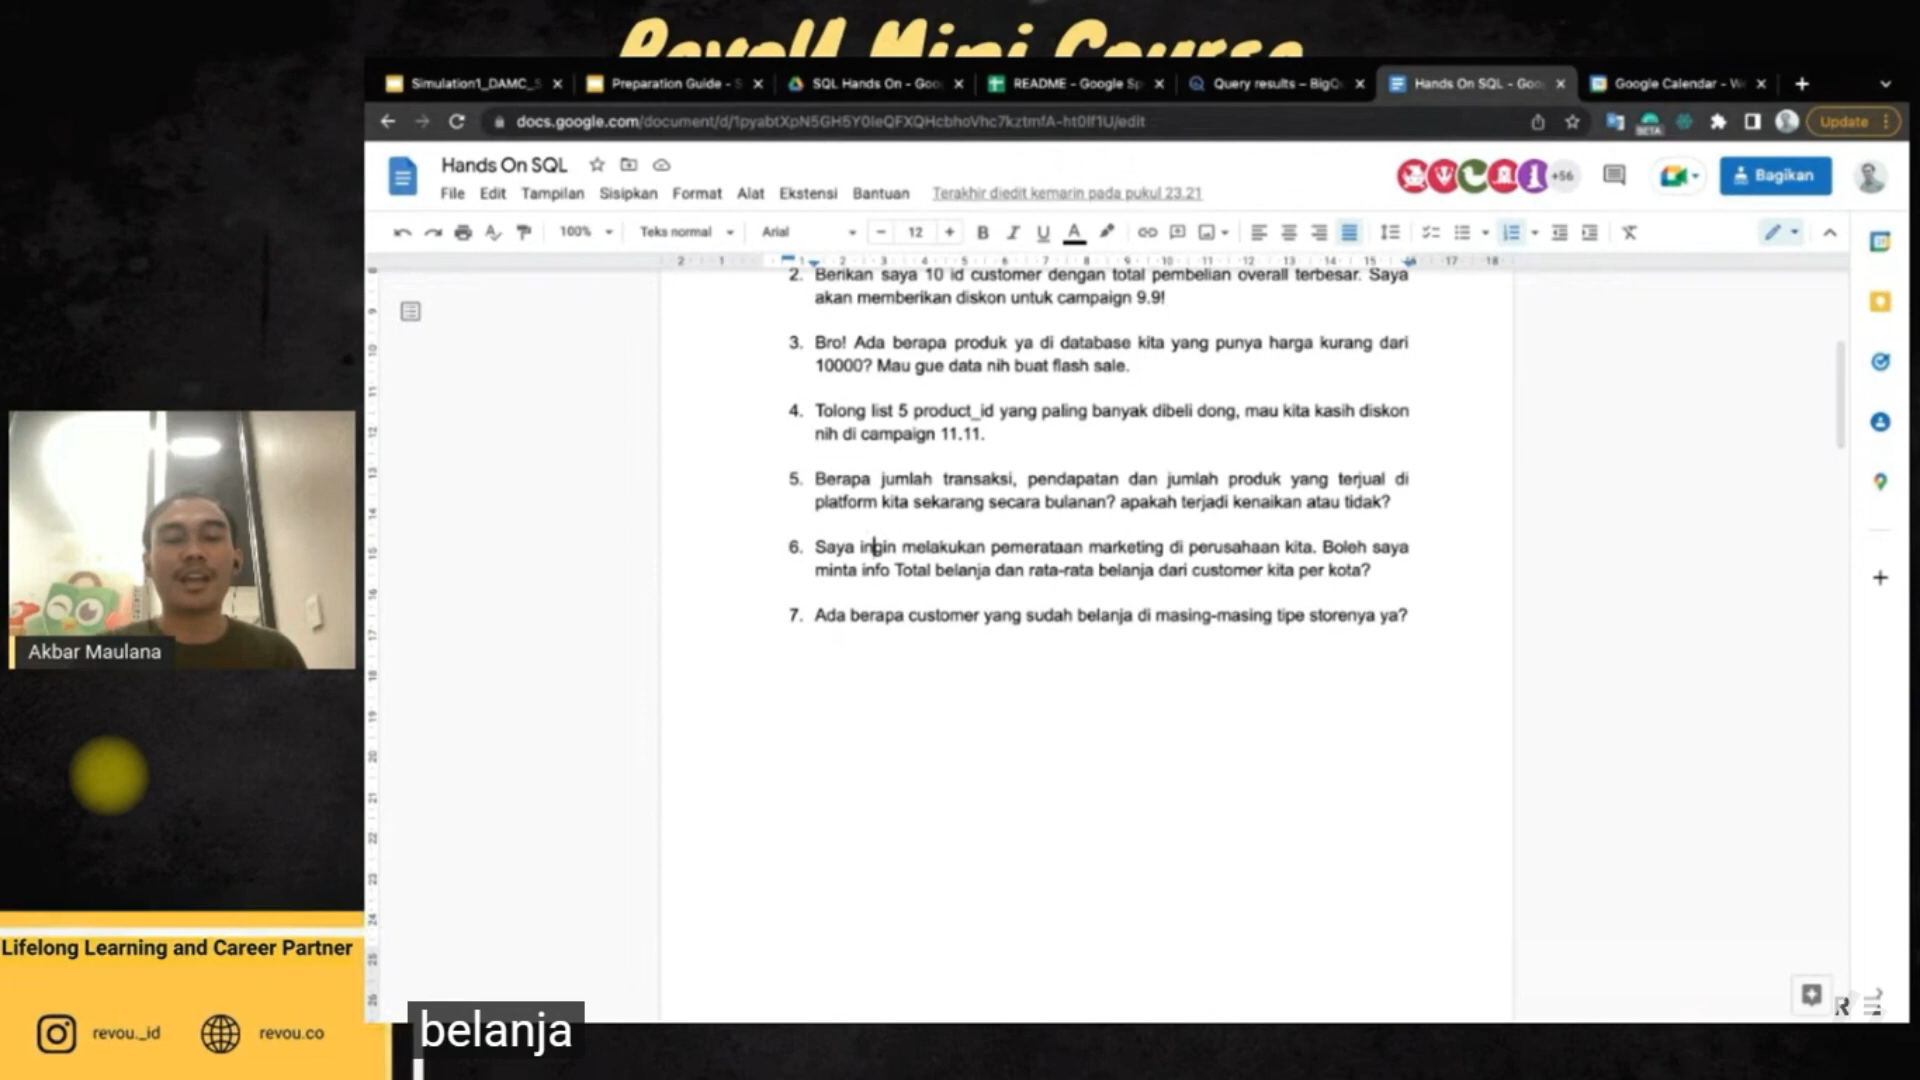 RevoU Mini Course
Simulation1_DAMC_S
Preparation Guide - S
SQL Hands On - Goo
README - Google Sp
Query results – BigQ
Hands On SQL - Goo
Google Calendar - W
docs.google.com/document/d/1pyabtXpN5GH5Y0leQFXQHcbhoVhc7kztmfA-ht0lf1U/edit
BETA
Update
Hands On SQL
+56
Bagikan
File Edit Tampilan Sisipkan Format Alat Ekstensi Bantuan Terakhir diedit kemarin pada pukul 23.21
100% Teks normal Arial 12
2. Berikan saya 10 id customer dengan total pembelian overall terbesar. Saya
akan memberikan diskon untuk campaign 9.9!
3. Bro! Ada berapa produk ya di database kita yang punya harga kurang dari
10000? Mau gue data nih buat flash sale.
4. Tolong list 5 product_id yang paling banyak dibeli dong, mau kita kasih diskon
nih di campaign 11.11.
5. Berapa jumlah transaksi, pendapatan dan jumlah produk yang terjual di
platform kita sekarang secara bulanan? apakah terjadi kenaikan atau tidak?
6. Saya ingin melakukan pemerataan marketing di perusahaan kita. Boleh saya
minta info Total belanja dan rata-rata belanja dari customer kita per kota?
7. Ada berapa customer yang sudah belanja di masing-masing tipe storenya ya?
Akbar Maulana
Lifelong Learning and Career Partner
revou_id
revou.co
belanja